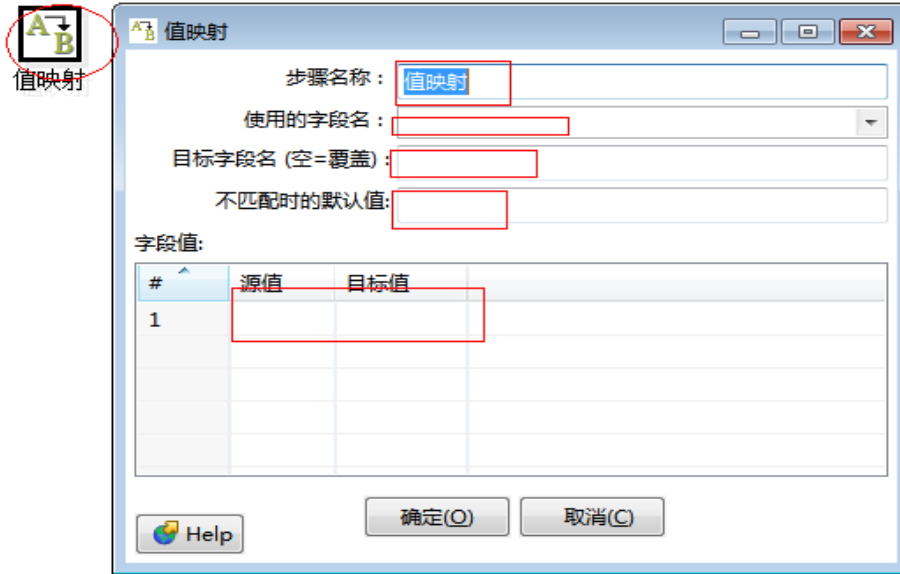 值映射
值映射
步骤名称：
值映射
使用的字段名：
目标字段名 (空=覆盖)：
不匹配时的默认值:
字段值:
# 源值 目标值
1
Help
确定(O)
取消(C)